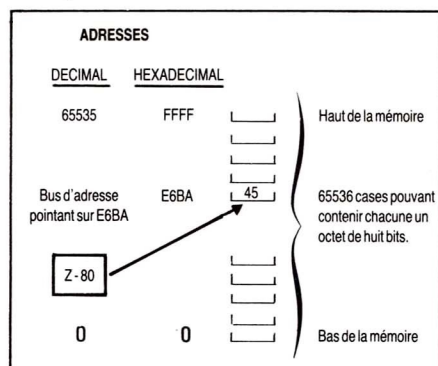 ADRESSES
DECIMAL HEXADECIMAL
65535 FFFF Haut de la mémoire
Bus d'adresse
pointant sur E6BA
E6BA
45
65536 cases pouvant
contenir chacune un
octet de huit bits.
Z-80
0 0 Bas de la mémoire